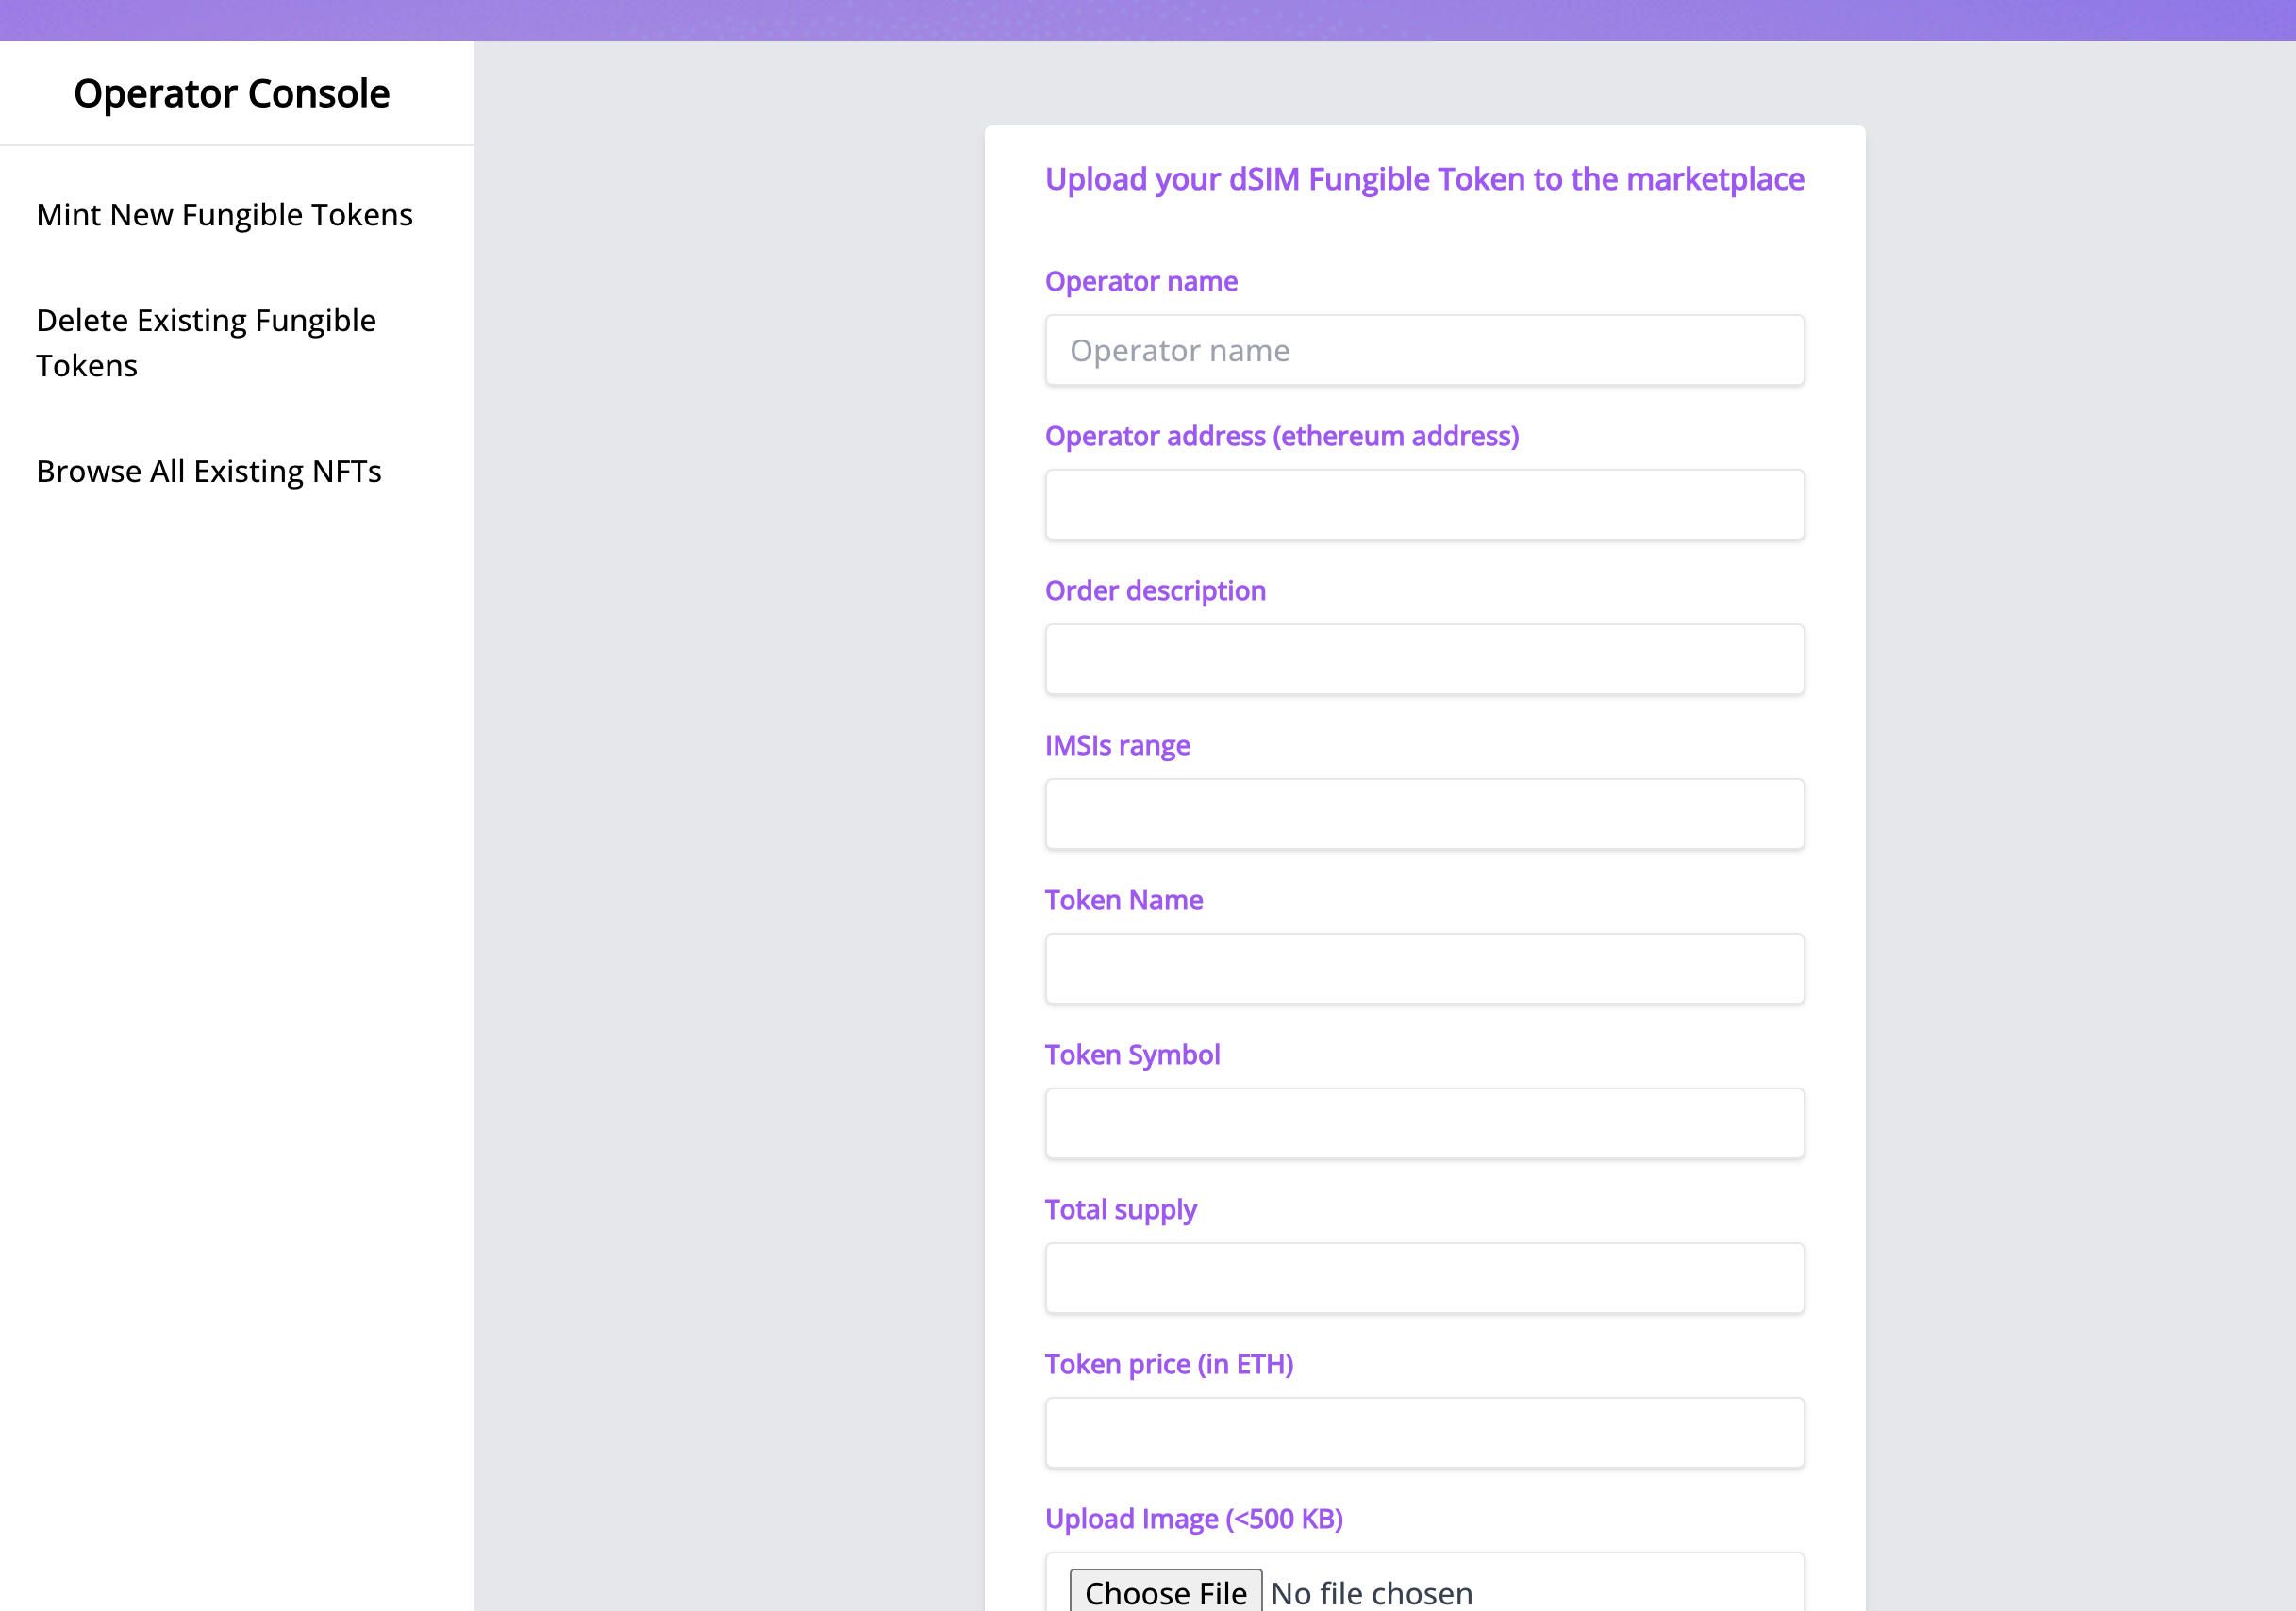 Operator Console
Mint New Fungible Tokens
Delete Existing Fungible
Tokens
Browse All Existing NFTs
Upload your dSIM Fungible Token to the marketplace
Operator name
Operator name
Operator address (ethereum address)
Order description
IMSIs range
Token Name
Token Symbol
Total supply
Token price (in ETH)
Upload Image (<500 KB)
Choose File No file chosen